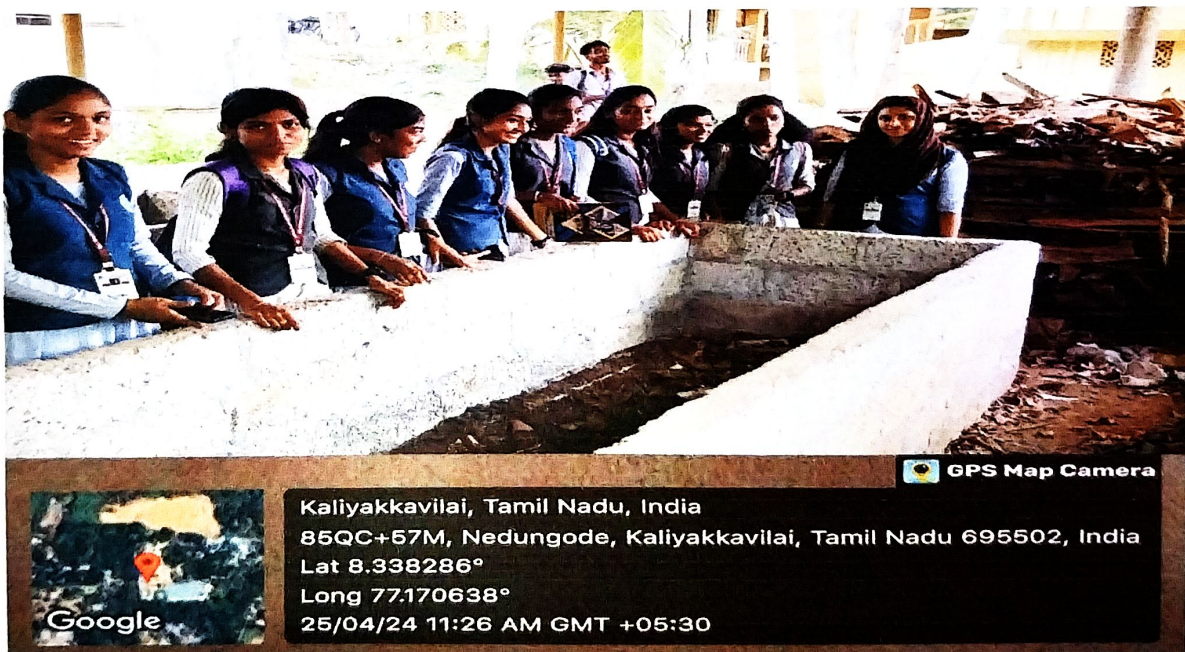 GPS Map Camera
Kaliyakkavilai, Tamil Nadu, India
85QC+57M, Nedungode, Kaliyakkavilai, Tamil Nadu 695502, India
Lat 8.338286°
Long 77.170638°
25/04/24 11:26 AM GMT +05:30
Google